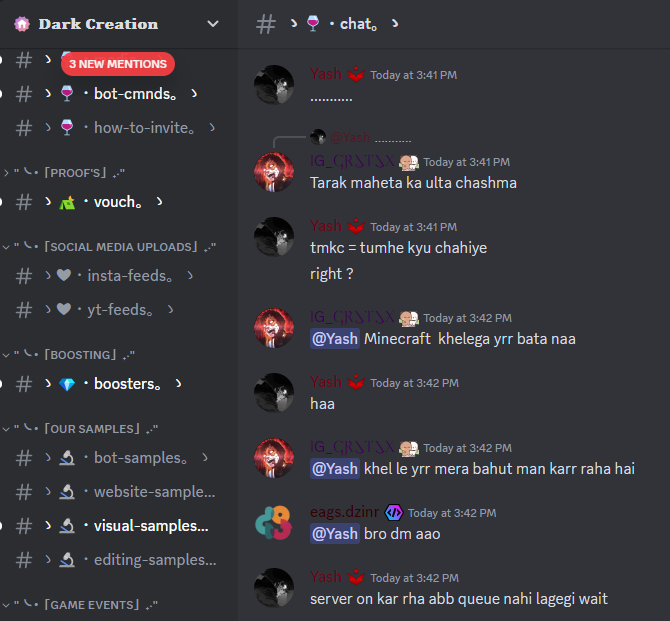 Dark Creation
3 NEW MENTIONS
bot-cmnds。
how-to-invite。
" ╰• 「PROOF'S」 .·"
vouch。
" ╰• 「SOCIAL MEDIA UPLOADS」 .·"
insta-feeds。
yt-feeds。
" ╰• 「BOOSTING」 .·"
boosters。
" ╰• 「OUR SAMPLES」 .·"
bot-samples。
website-sample...
visual-samples...
editing-samples...
" ╰• 「GAME EVENTS」 .·"
chat。
Yash Today at 3:41 PM
...........
@Yash ...........
Today at 3:41 PM
Tarak maheta ka ulta chashma
Yash Today at 3:41 PM
tmkc = tumhe kyu chahiye
right ?
Today at 3:42 PM
@Yash Minecraft khelega yrr bata naa
Yash Today at 3:42 PM
haa
Today at 3:42 PM
@Yash khel le yrr mera bahut man karr raha hai
eags.dzinr Today at 3:42 PM
@Yash bro dm aao
Yash Today at 3:42 PM
server on kar rha abb queue nahi lagegi wait